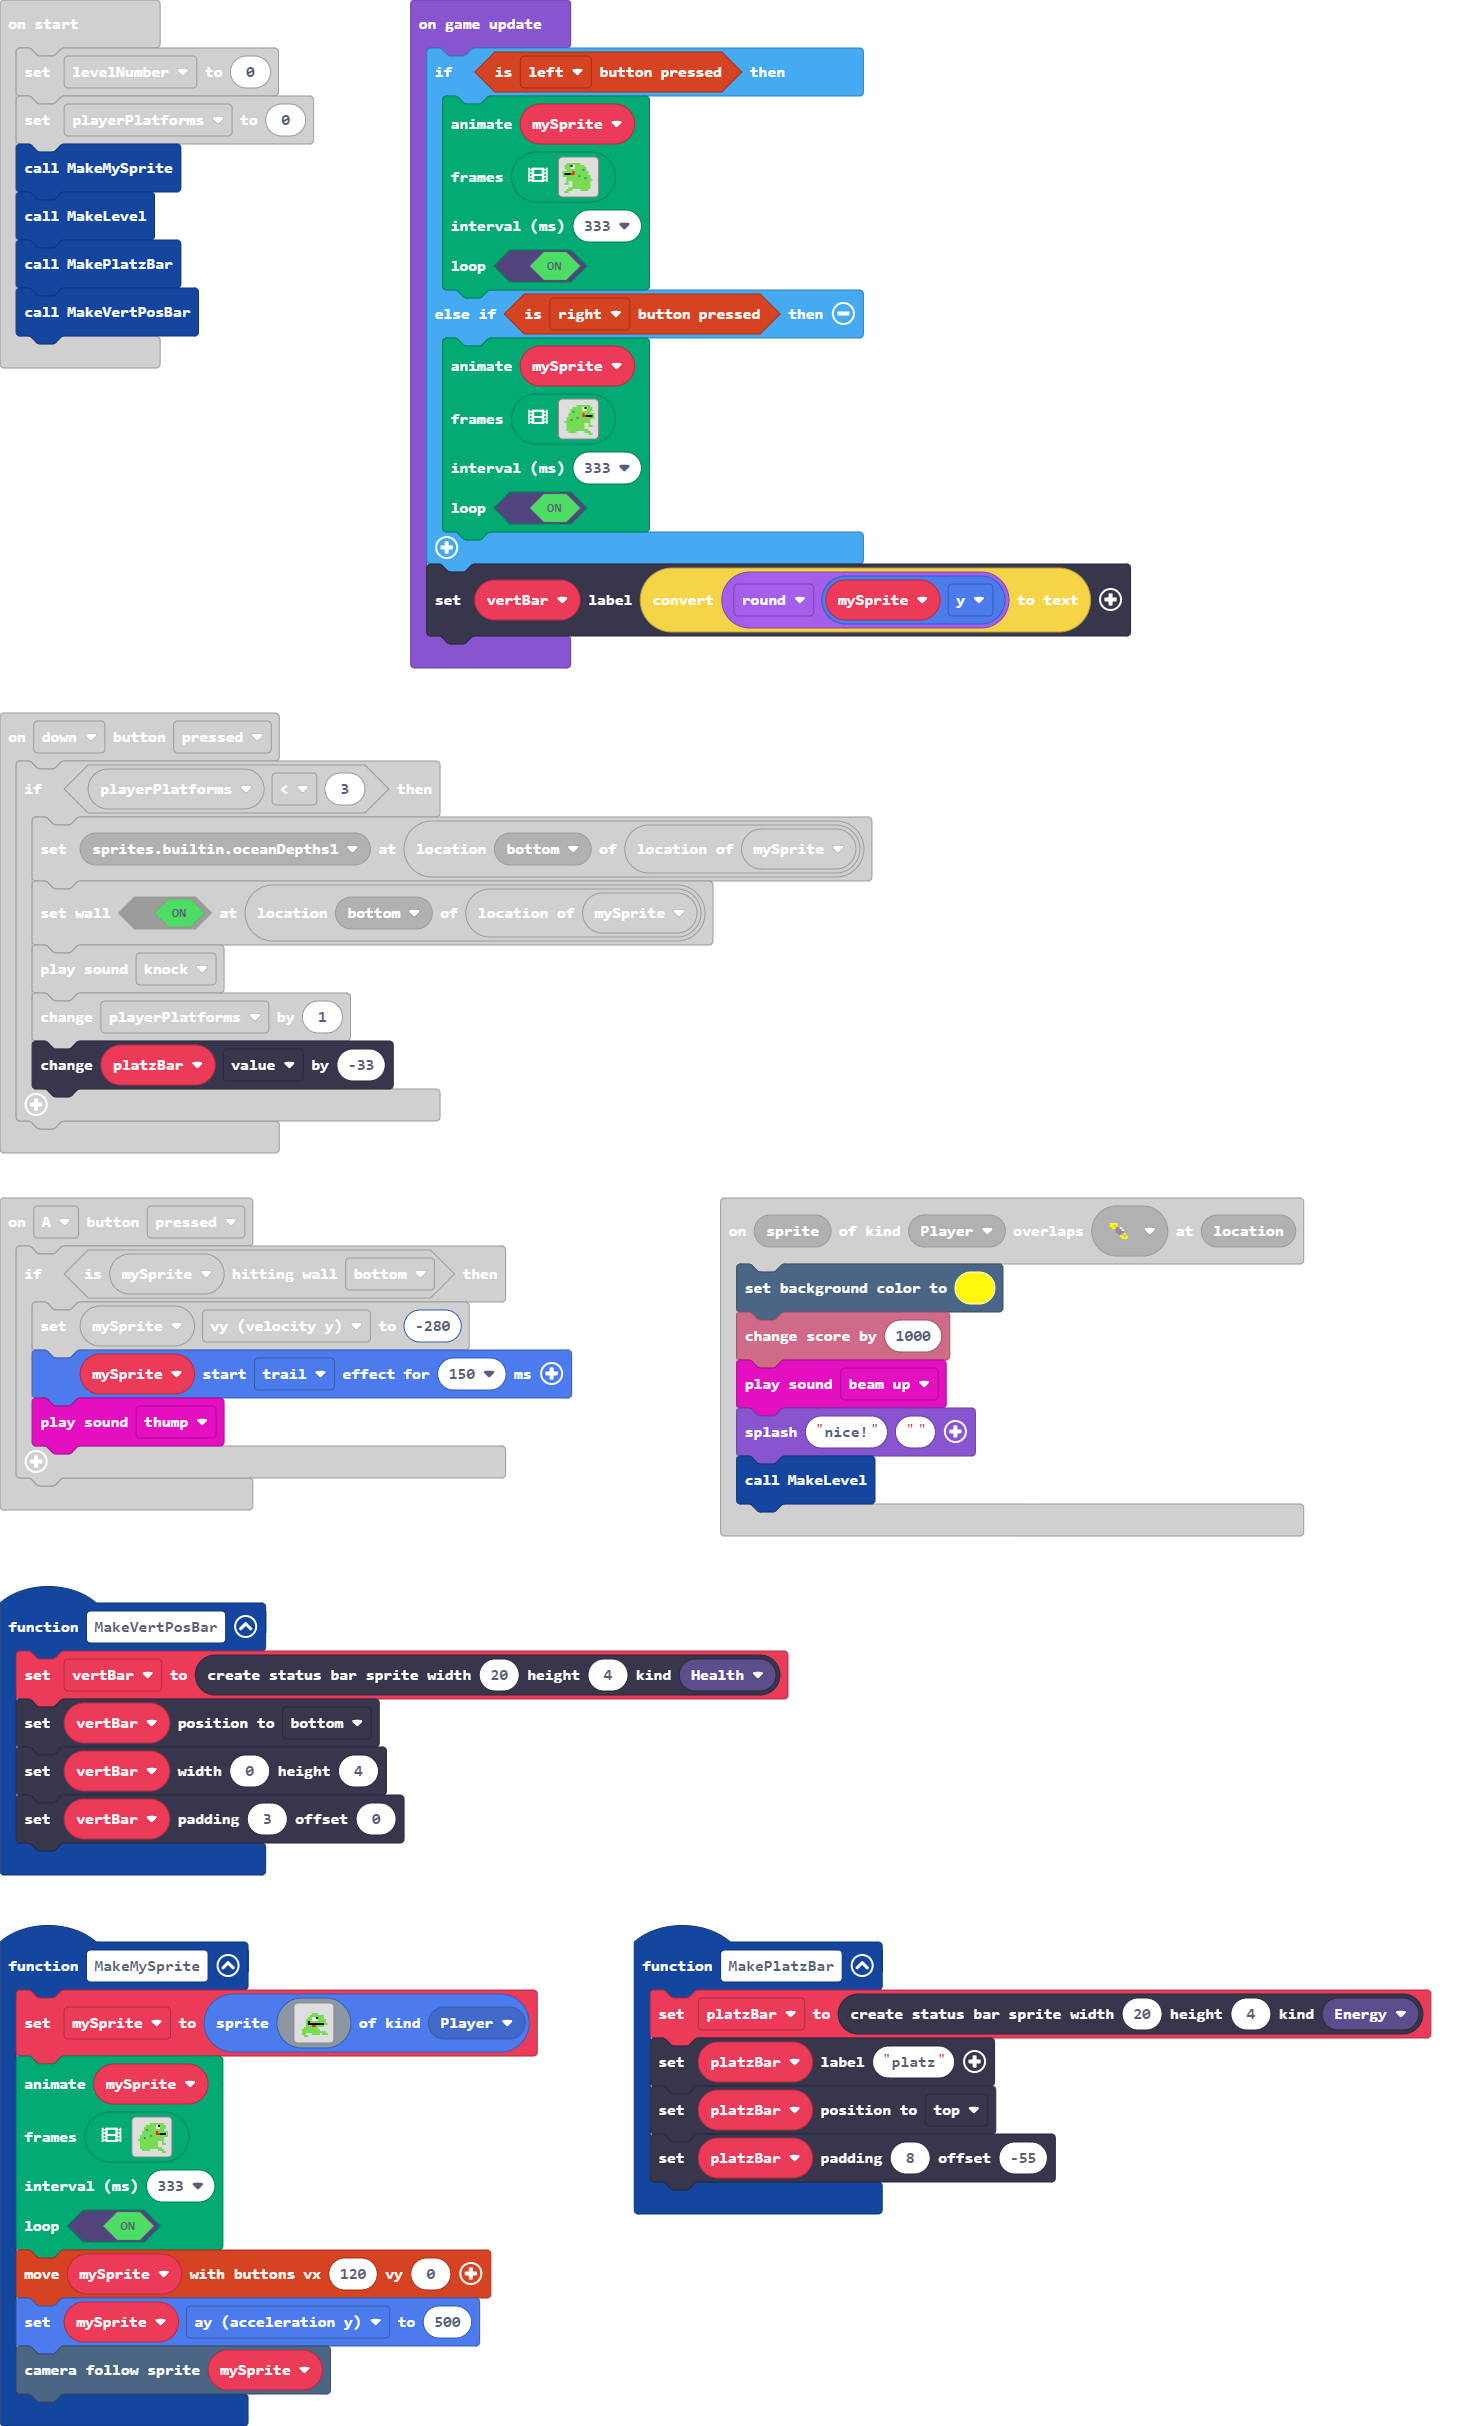 on start
set levelNumber to 0
set playerPlatforms to 0
call MakeMySprite
call MakeLevel
call MakePlatzBar
call MakeVertPosBar
on game update
if is left button pressed then
animate mySprite
frames
interval (ms) 333
loop ON
else if is right button pressed then
animate mySprite
frames
interval (ms) 333
loop ON
set vertBar label convert round mySprite y to text
on down button pressed
if playerPlatforms < 3 then
set sprites.builtin.oceanDepths1 at location bottom of location of mySprite
set wall ON at location bottom of location of mySprite
play sound knock
change playerPlatforms by 1
change platzBar value by -33
on A button pressed
if is mySprite hitting wall bottom then
set mySprite vy (velocity y) to -280
mySprite start trail effect for 150 ms
play sound thump
on sprite of kind Player overlaps at location
set background color to
change score by 1000
play sound beam up
splash "nice!" " "
call MakeLevel
function MakeVertPosBar
set vertBar to create status bar sprite width 20 height 4 kind Health
set vertBar position to bottom
set vertBar width 0 height 4
set vertBar padding 3 offset 0
function MakeMySprite
set mySprite to sprite of kind Player
animate mySprite
frames
interval (ms) 333
loop ON
move mySprite with buttons vx 120 vy 0
set mySprite ay (acceleration y) to 500
camera follow sprite mySprite
function MakePlatzBar
set platzBar to create status bar sprite width 20 height 4 kind Energy
set platzBar label "platz"
set platzBar position to top
set platzBar padding 8 offset -55